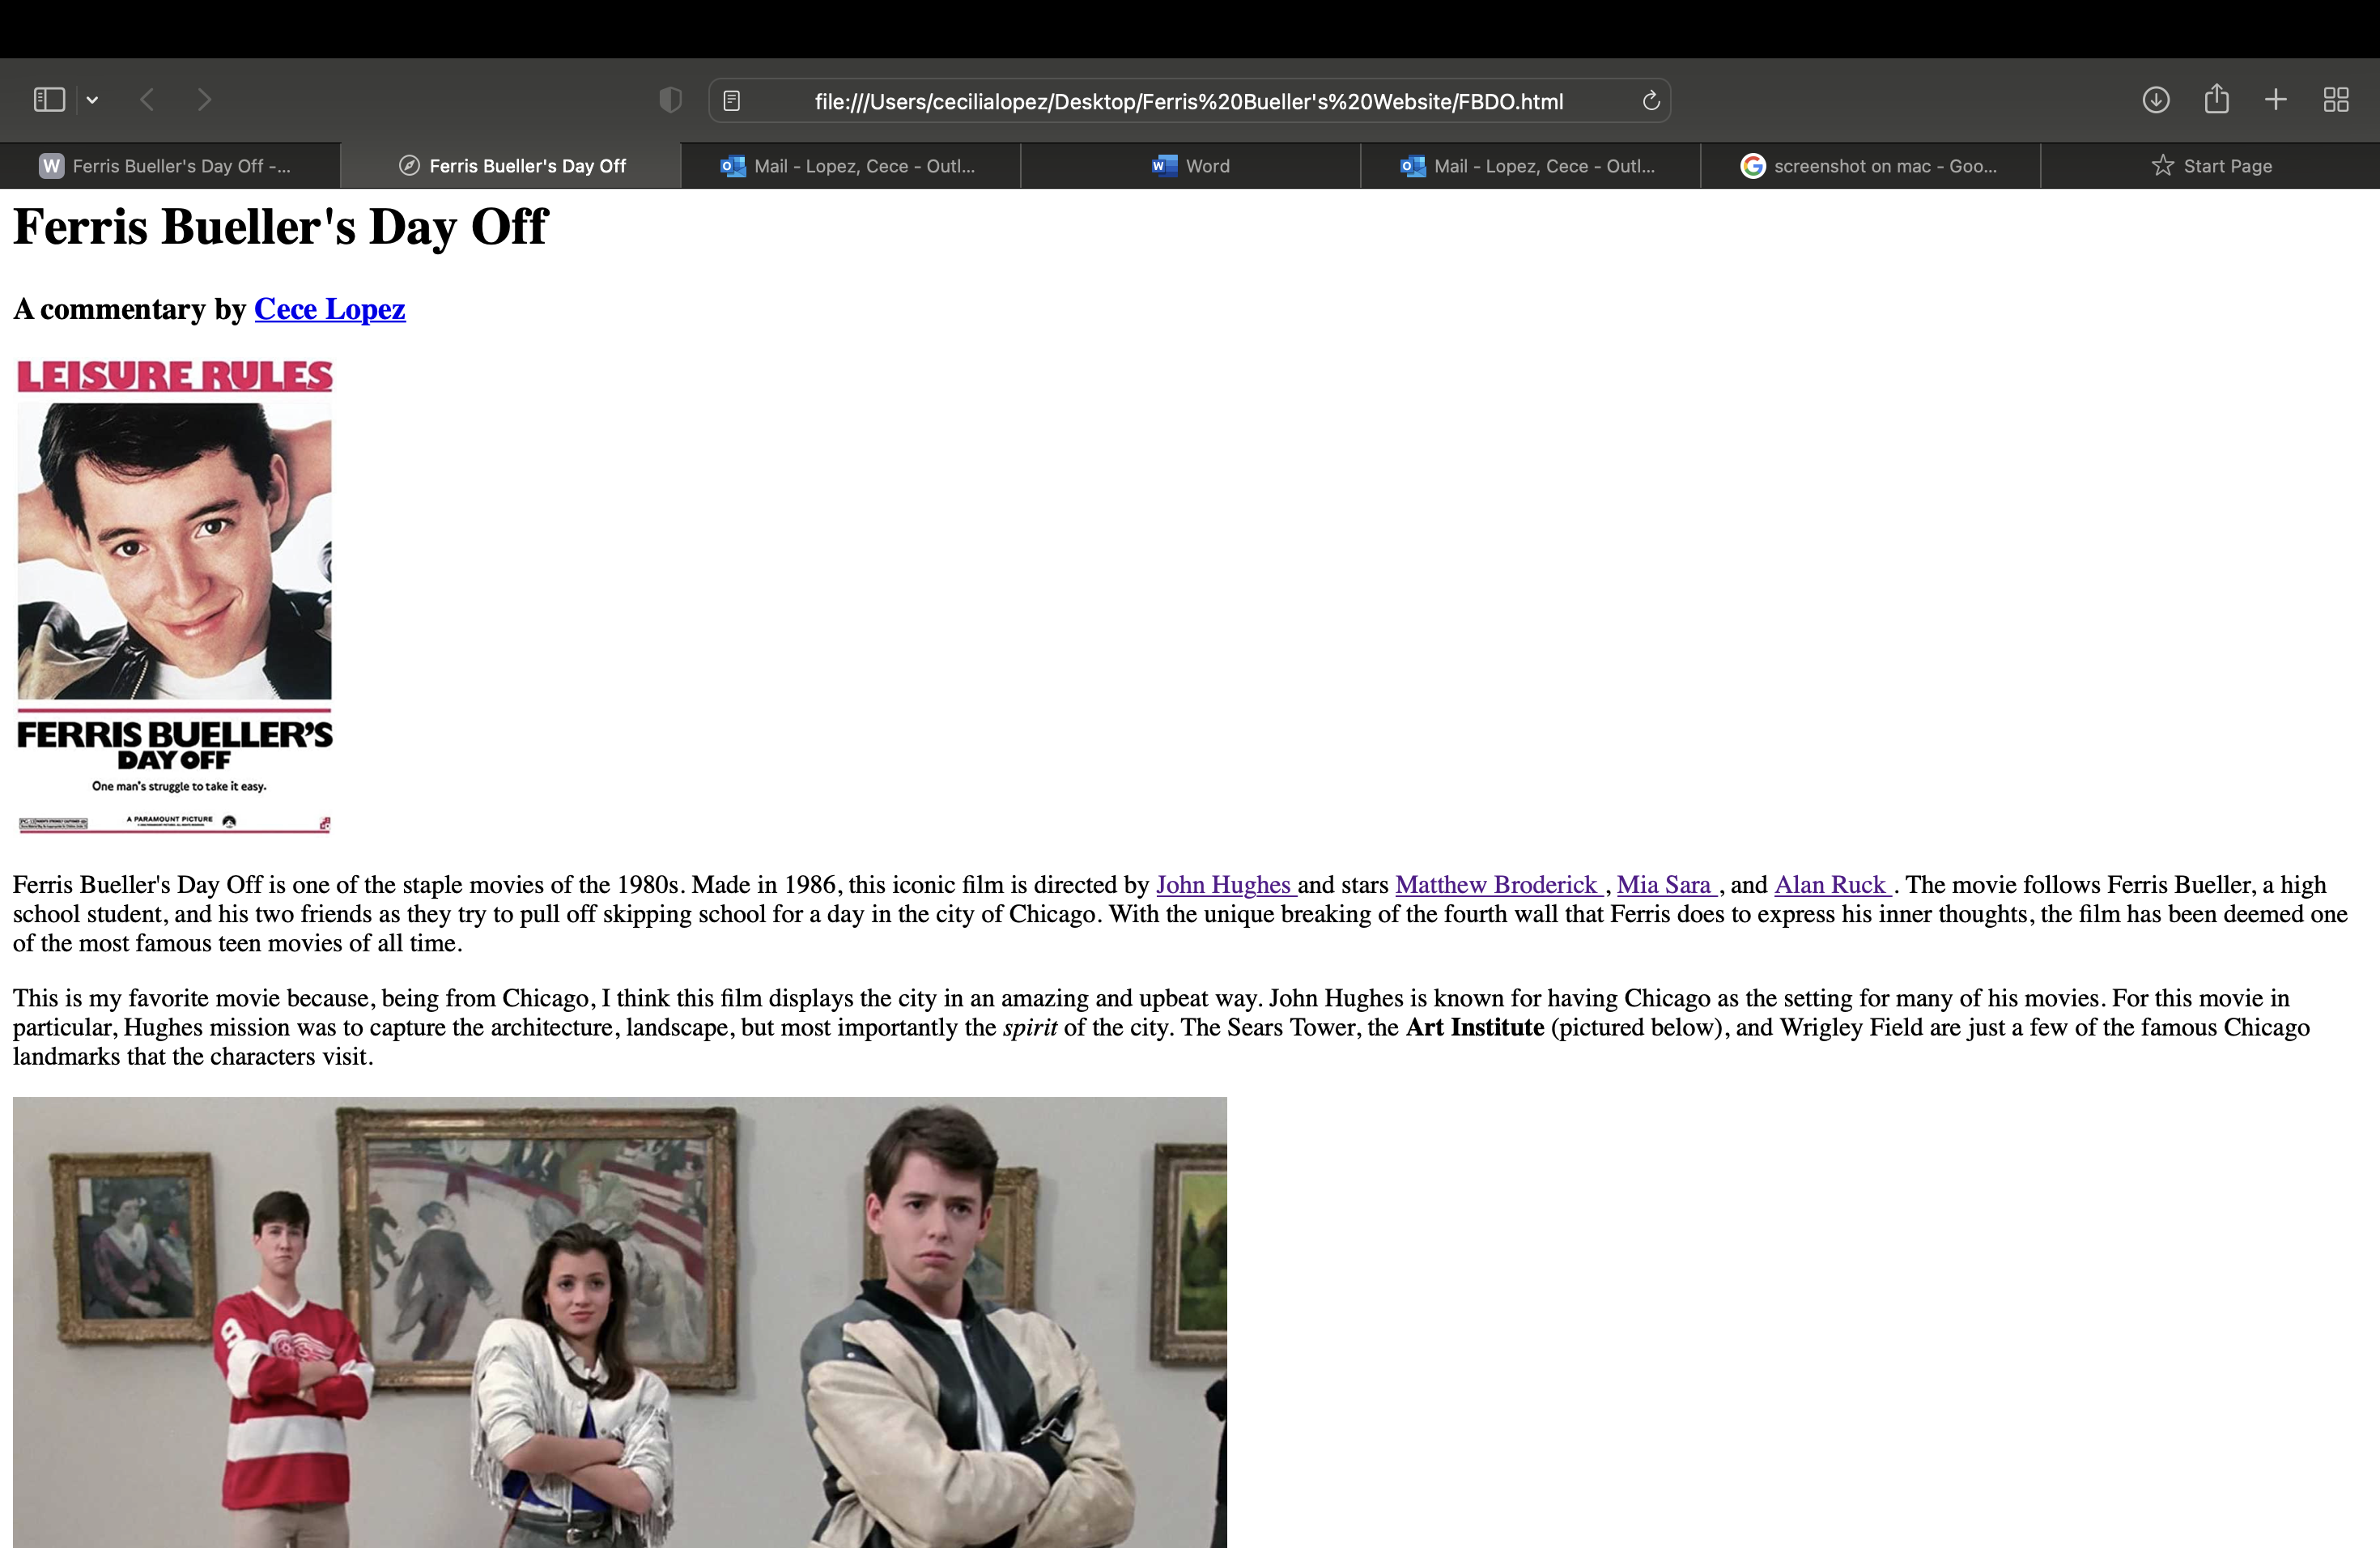 file:///Users/cecilialopez/Desktop/Ferris%20Bueller's%20Website/FBDO.html
W Ferris Bueller's Day Off -...
Ferris Bueller's Day Off
Mail - Lopez, Cece - Outl...
Word
Mail - Lopez, Cece - Outl...
screenshot on mac - Goo...
Start Page
Ferris Bueller's Day Off
A commentary by Cece Lopez
LEISURE RULES
FERRIS BUELLER'S
DAY OFF
One man's struggle to take it easy.
A PARAMOUNT PICTURE
Ferris Bueller's Day Off is one of the staple movies of the 1980s. Made in 1986, this iconic film is directed by John Hughes and stars Matthew Broderick , Mia Sara , and Alan Ruck . The movie follows Ferris Bueller, a high
school student, and his two friends as they try to pull off skipping school for a day in the city of Chicago. With the unique breaking of the fourth wall that Ferris does to express his inner thoughts, the film has been deemed one
of the most famous teen movies of all time.
This is my favorite movie because, being from Chicago, I think this film displays the city in an amazing and upbeat way. John Hughes is known for having Chicago as the setting for many of his movies. For this movie in
particular, Hughes mission was to capture the architecture, landscape, but most importantly the spirit of the city. The Sears Tower, the Art Institute (pictured below), and Wrigley Field are just a few of the famous Chicago
landmarks that the characters visit.
9